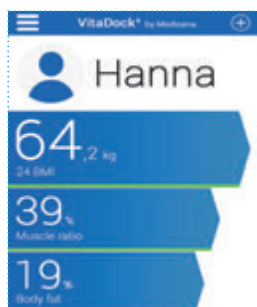 VitaDock+ by Medisana
Hanna
64,2 kg
24 BMI
39%
Muscle ratio
19%
Body fat